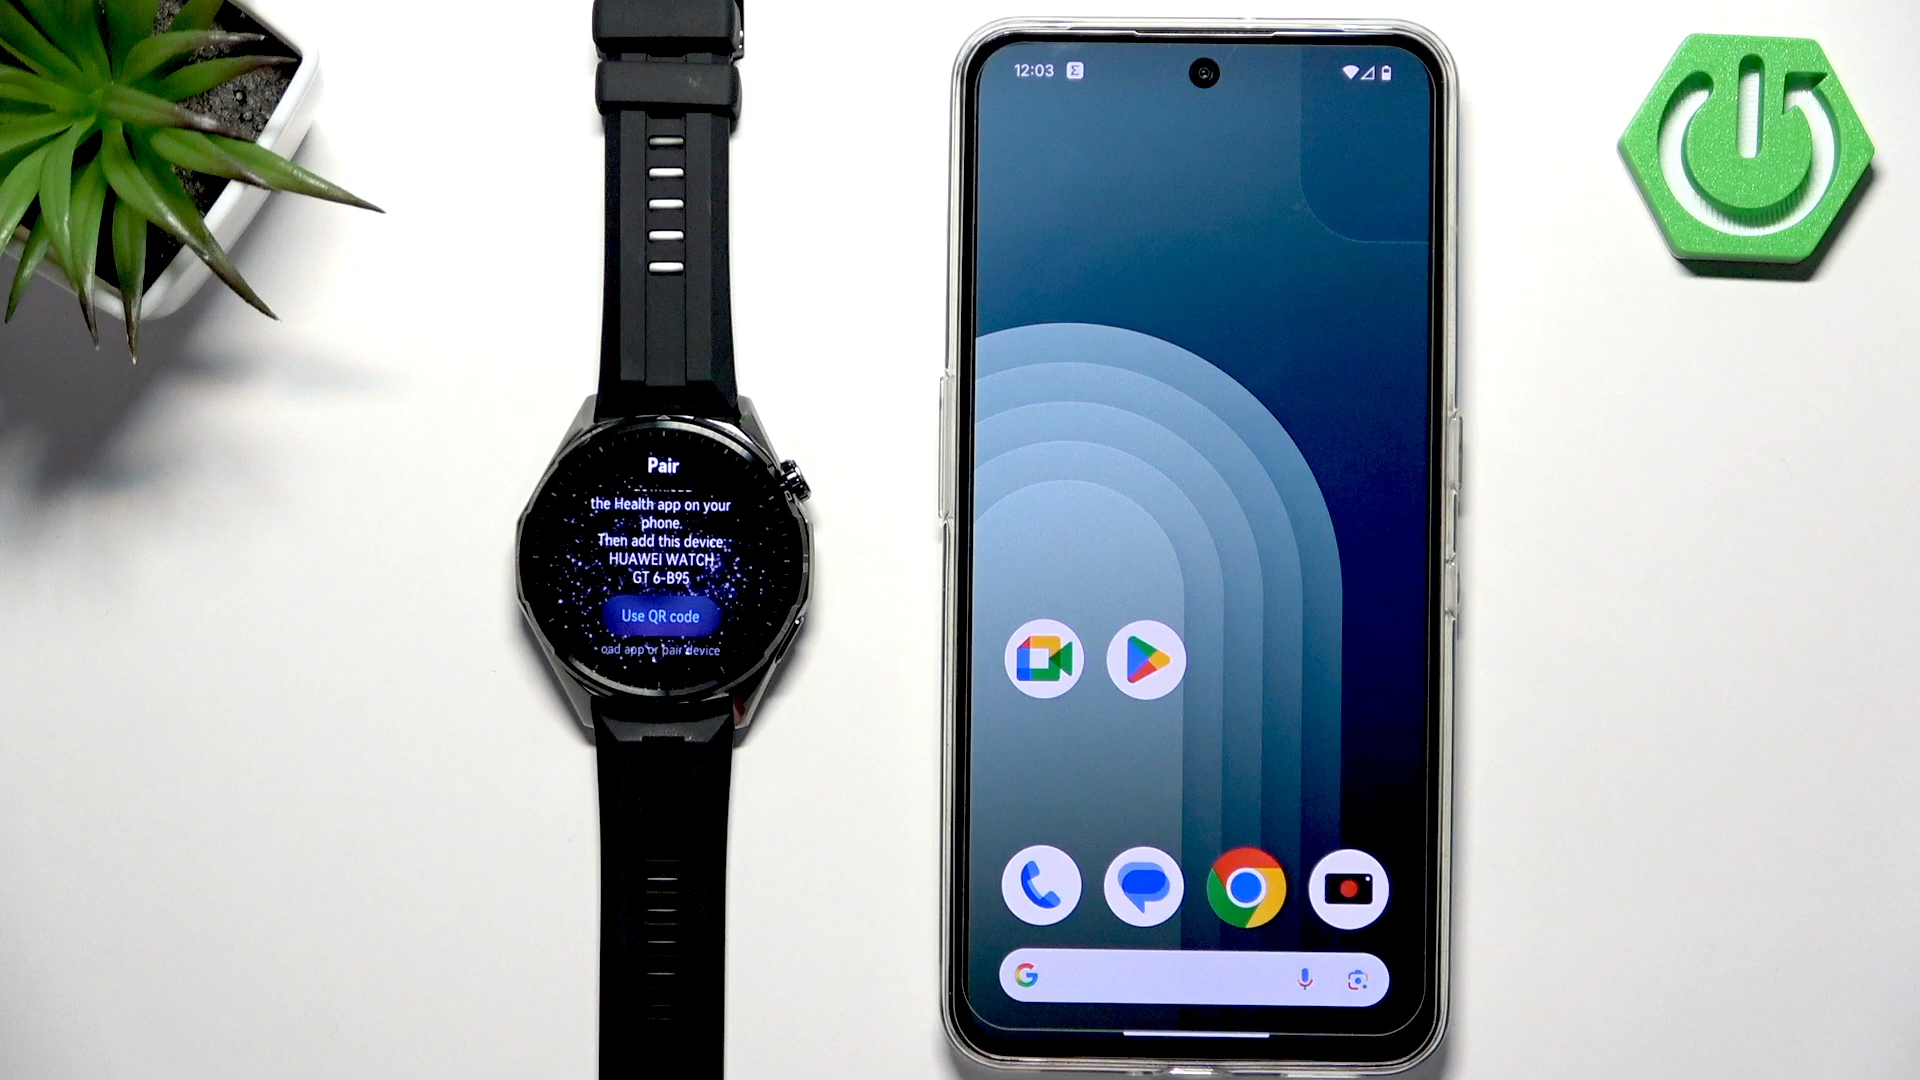 Pair
the Health app on your
phone.
Then add this device:
HUAWEI WATCH
GT 6-B95
Use QR code
oad app or pair device
12:03